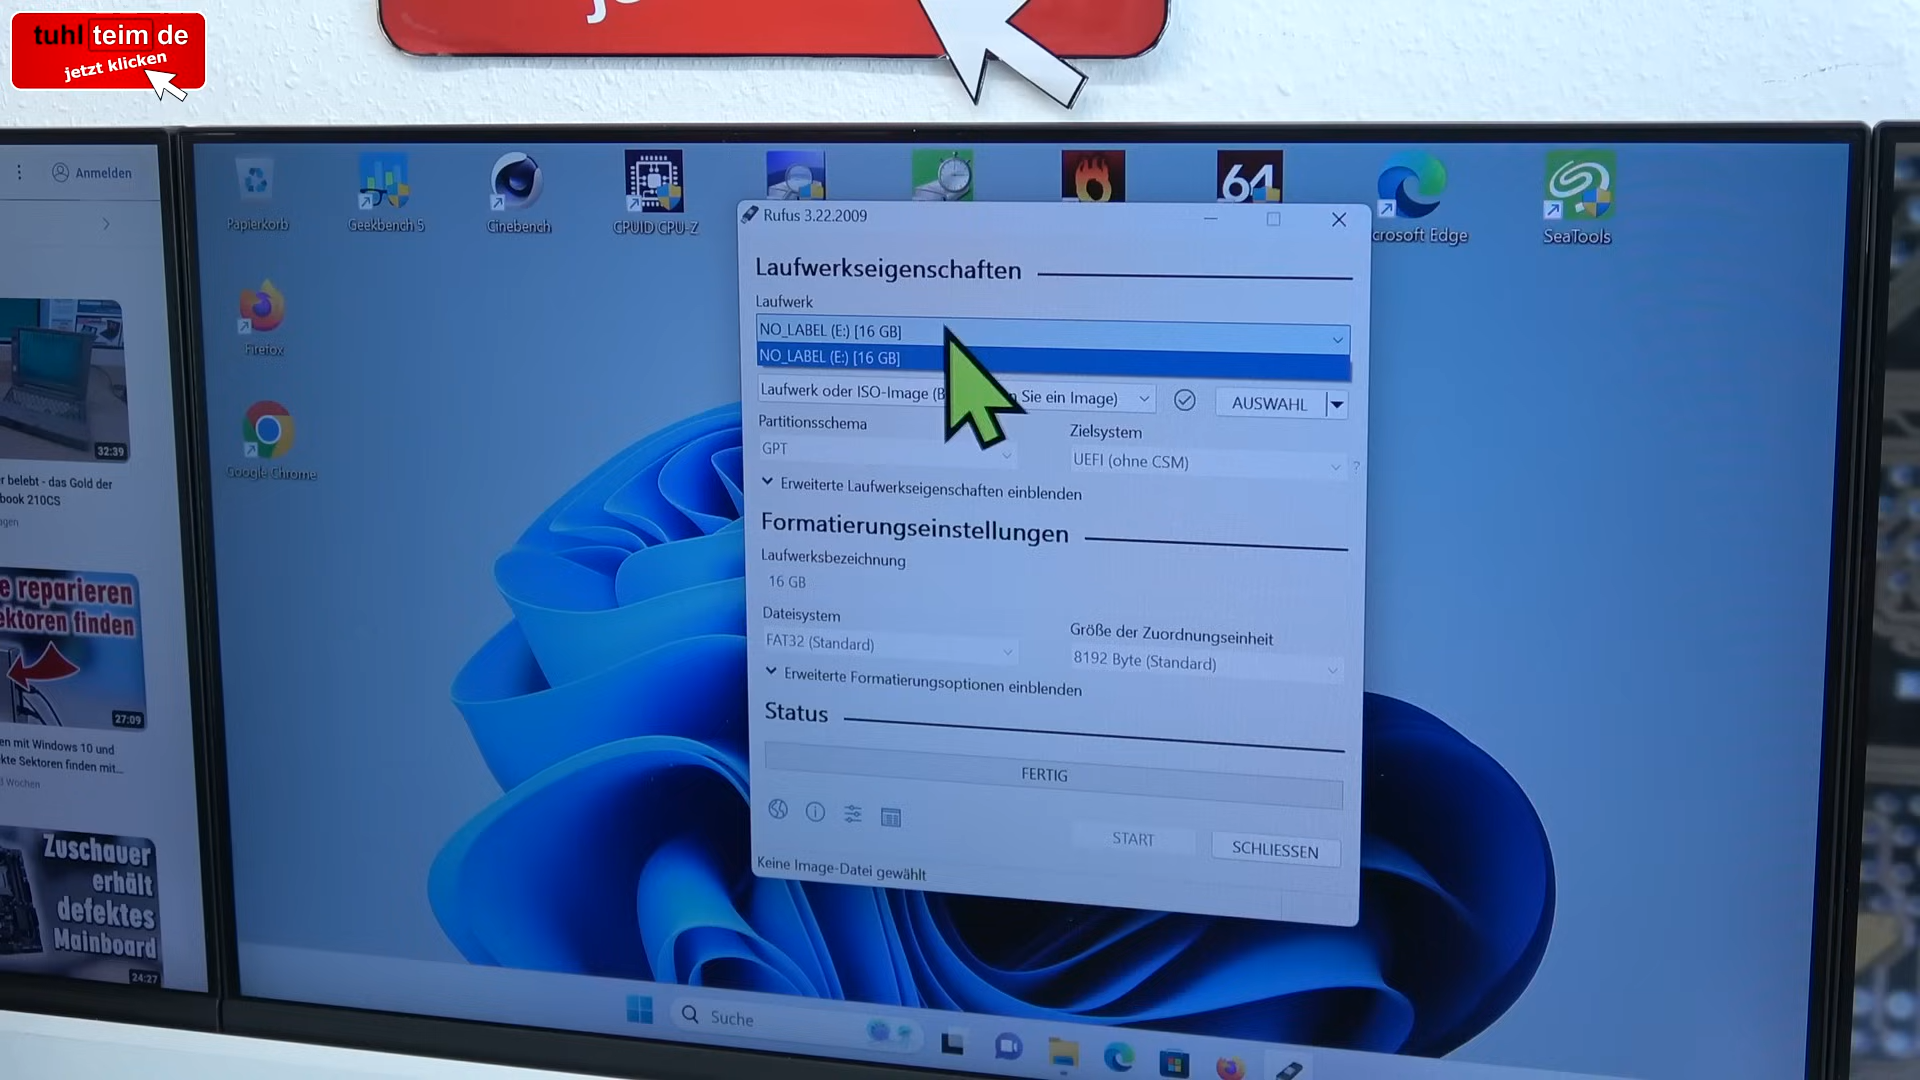 tuhl teim de
jetzt klicken
Anmelden
Papierkorb
Geekbench 5
Cinebench
CPUID CPU-Z
64
crosoft Edge
SeaTools
Firefox
Google Chrome
32:39
r belebt - das Gold der
book 210CS
agen
e reparieren
ektoren finden
27:09
en mit Windows 10 und
kte Sektoren finden mit...
3 Wochen
Zuschauer
erhält
defektes
Mainboard
24:27
Rufus 3.22.2009
Laufwerkseigenschaften
Laufwerk
NO_LABEL (E:) [16 GB]
NO_LABEL (E:) [16 GB]
Laufwerk oder ISO-Image (B Sie ein Image)
AUSWAHL
Partitionsschema
Zielsystem
GPT
UEFI (ohne CSM)
?
Erweiterte Laufwerkseigenschaften einblenden
Formatierungseinstellungen
Laufwerksbezeichnung
16 GB
Dateisystem
Größe der Zuordnungseinheit
FAT32 (Standard)
8192 Byte (Standard)
Erweiterte Formatierungsoptionen einblenden
Status
FERTIG
START
SCHLIESSEN
Keine Image-Datei gewählt
Suche